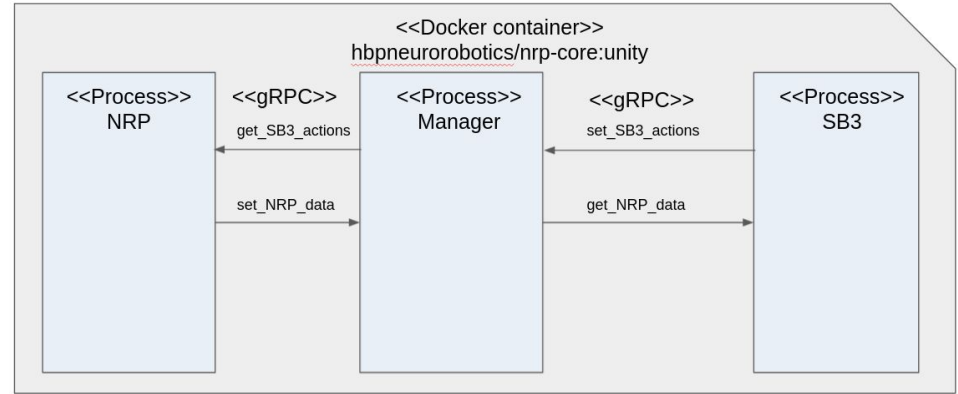 <<Docker container>>
hbpneurorobotics/nrp-core:unity
<<Process>>
NRP
<<gRPC>>
get_SB3_actions
set_NRP_data
<<Process>>
Manager
<<gRPC>>
set_SB3_actions
get_NRP_data
<<Process>>
SB3